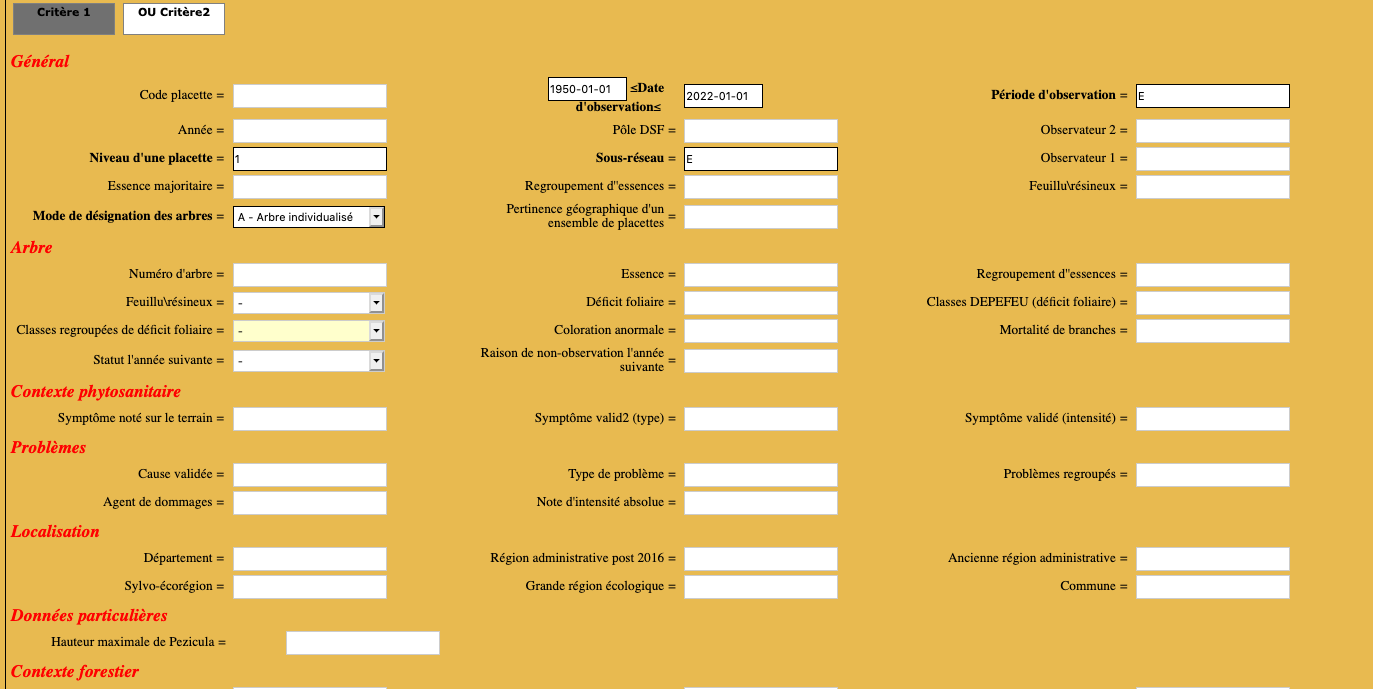 Critère 1
OU Critère2
Général
Code placette =
1950-01-01 ≤Date
d'observation≤
2022-01-01
Période d'observation = E
Année =
Pôle DSF =
Observateur 2 =
Niveau d'une placette = 1
Sous-réseau = E
Observateur 1 =
Essence majoritaire =
Regroupement d''essences =
Feuillu\résineux =
Mode de désignation des arbres = A - Arbre individualisé
Pertinence géographique d'un
ensemble de placettes =
Arbre
Numéro d'arbre =
Essence =
Regroupement d''essences =
Feuillu\résineux = -
Déficit foliaire =
Classes DEPEFEU (déficit foliaire) =
Classes regroupées de déficit foliaire = -
Coloration anormale =
Mortalité de branches =
Statut l'année suivante = -
Raison de non-observation l'année
suivante =
Contexte phytosanitaire
Symptôme noté sur le terrain =
Symptôme valid2 (type) =
Symptôme validé (intensité) =
Problèmes
Cause validée =
Type de problème =
Problèmes regroupés =
Agent de dommages =
Note d'intensité absolue =
Localisation
Département =
Région administrative post 2016 =
Ancienne région administrative =
Sylvo-écorégion =
Grande région écologique =
Commune =
Données particulières
Hauteur maximale de Pezicula =
Contexte forestier